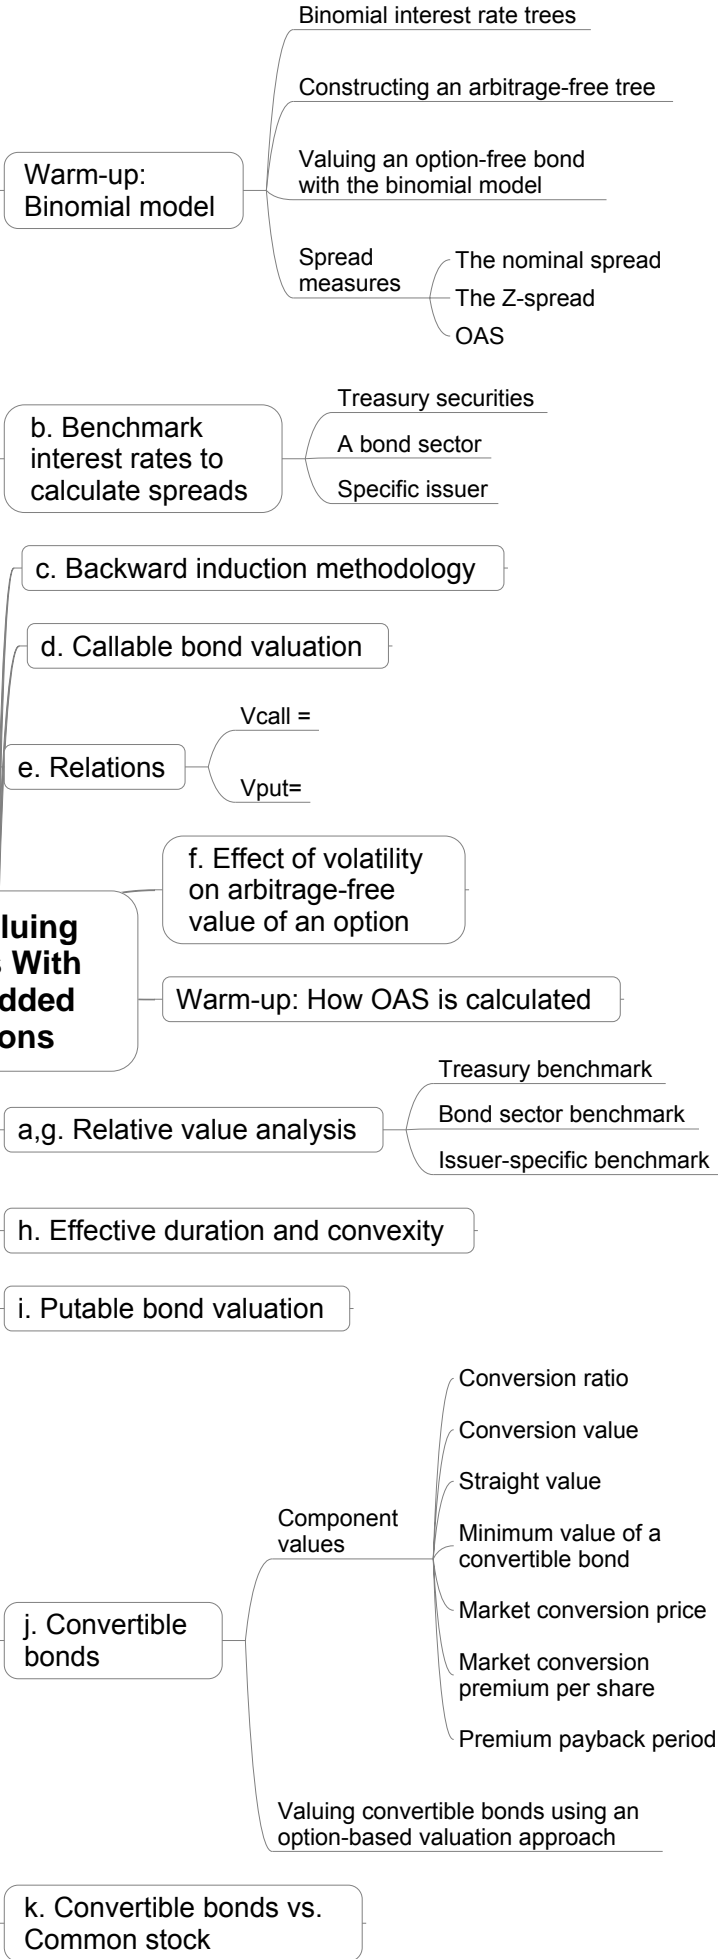 Binomial interest rate trees
Constructing an arbitrage-free tree
Warm-up:
Binomial model
Valuing an option-free bond
with the binomial model
Spread
measures
The nominal spread
The Z-spread
OAS
b. Benchmark
interest rates to
calculate spreads
Treasury securities
A bond sector
Specific issuer
c. Backward induction methodology
d. Callable bond valuation
e. Relations
Vcall =
Vput=
f. Effect of volatility
on arbitrage-free
value of an option
luing
s With
dded
ons
Warm-up: How OAS is calculated
a,g. Relative value analysis
Treasury benchmark
Bond sector benchmark
Issuer-specific benchmark
h. Effective duration and convexity
i. Putable bond valuation
j. Convertible
bonds
Component
values
Conversion ratio
Conversion value
Straight value
Minimum value of a
convertible bond
Market conversion price
Market conversion
premium per share
Premium payback period
Valuing convertible bonds using an
option-based valuation approach
k. Convertible bonds vs.
Common stock